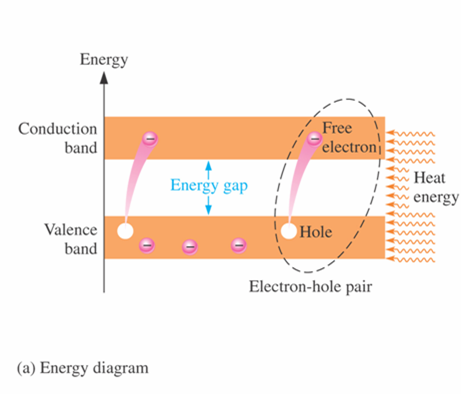 Energy
Conduction
band
Free
electron
Energy gap
Heat
energy
Valence
band
Hole
Electron-hole pair
(a) Energy diagram